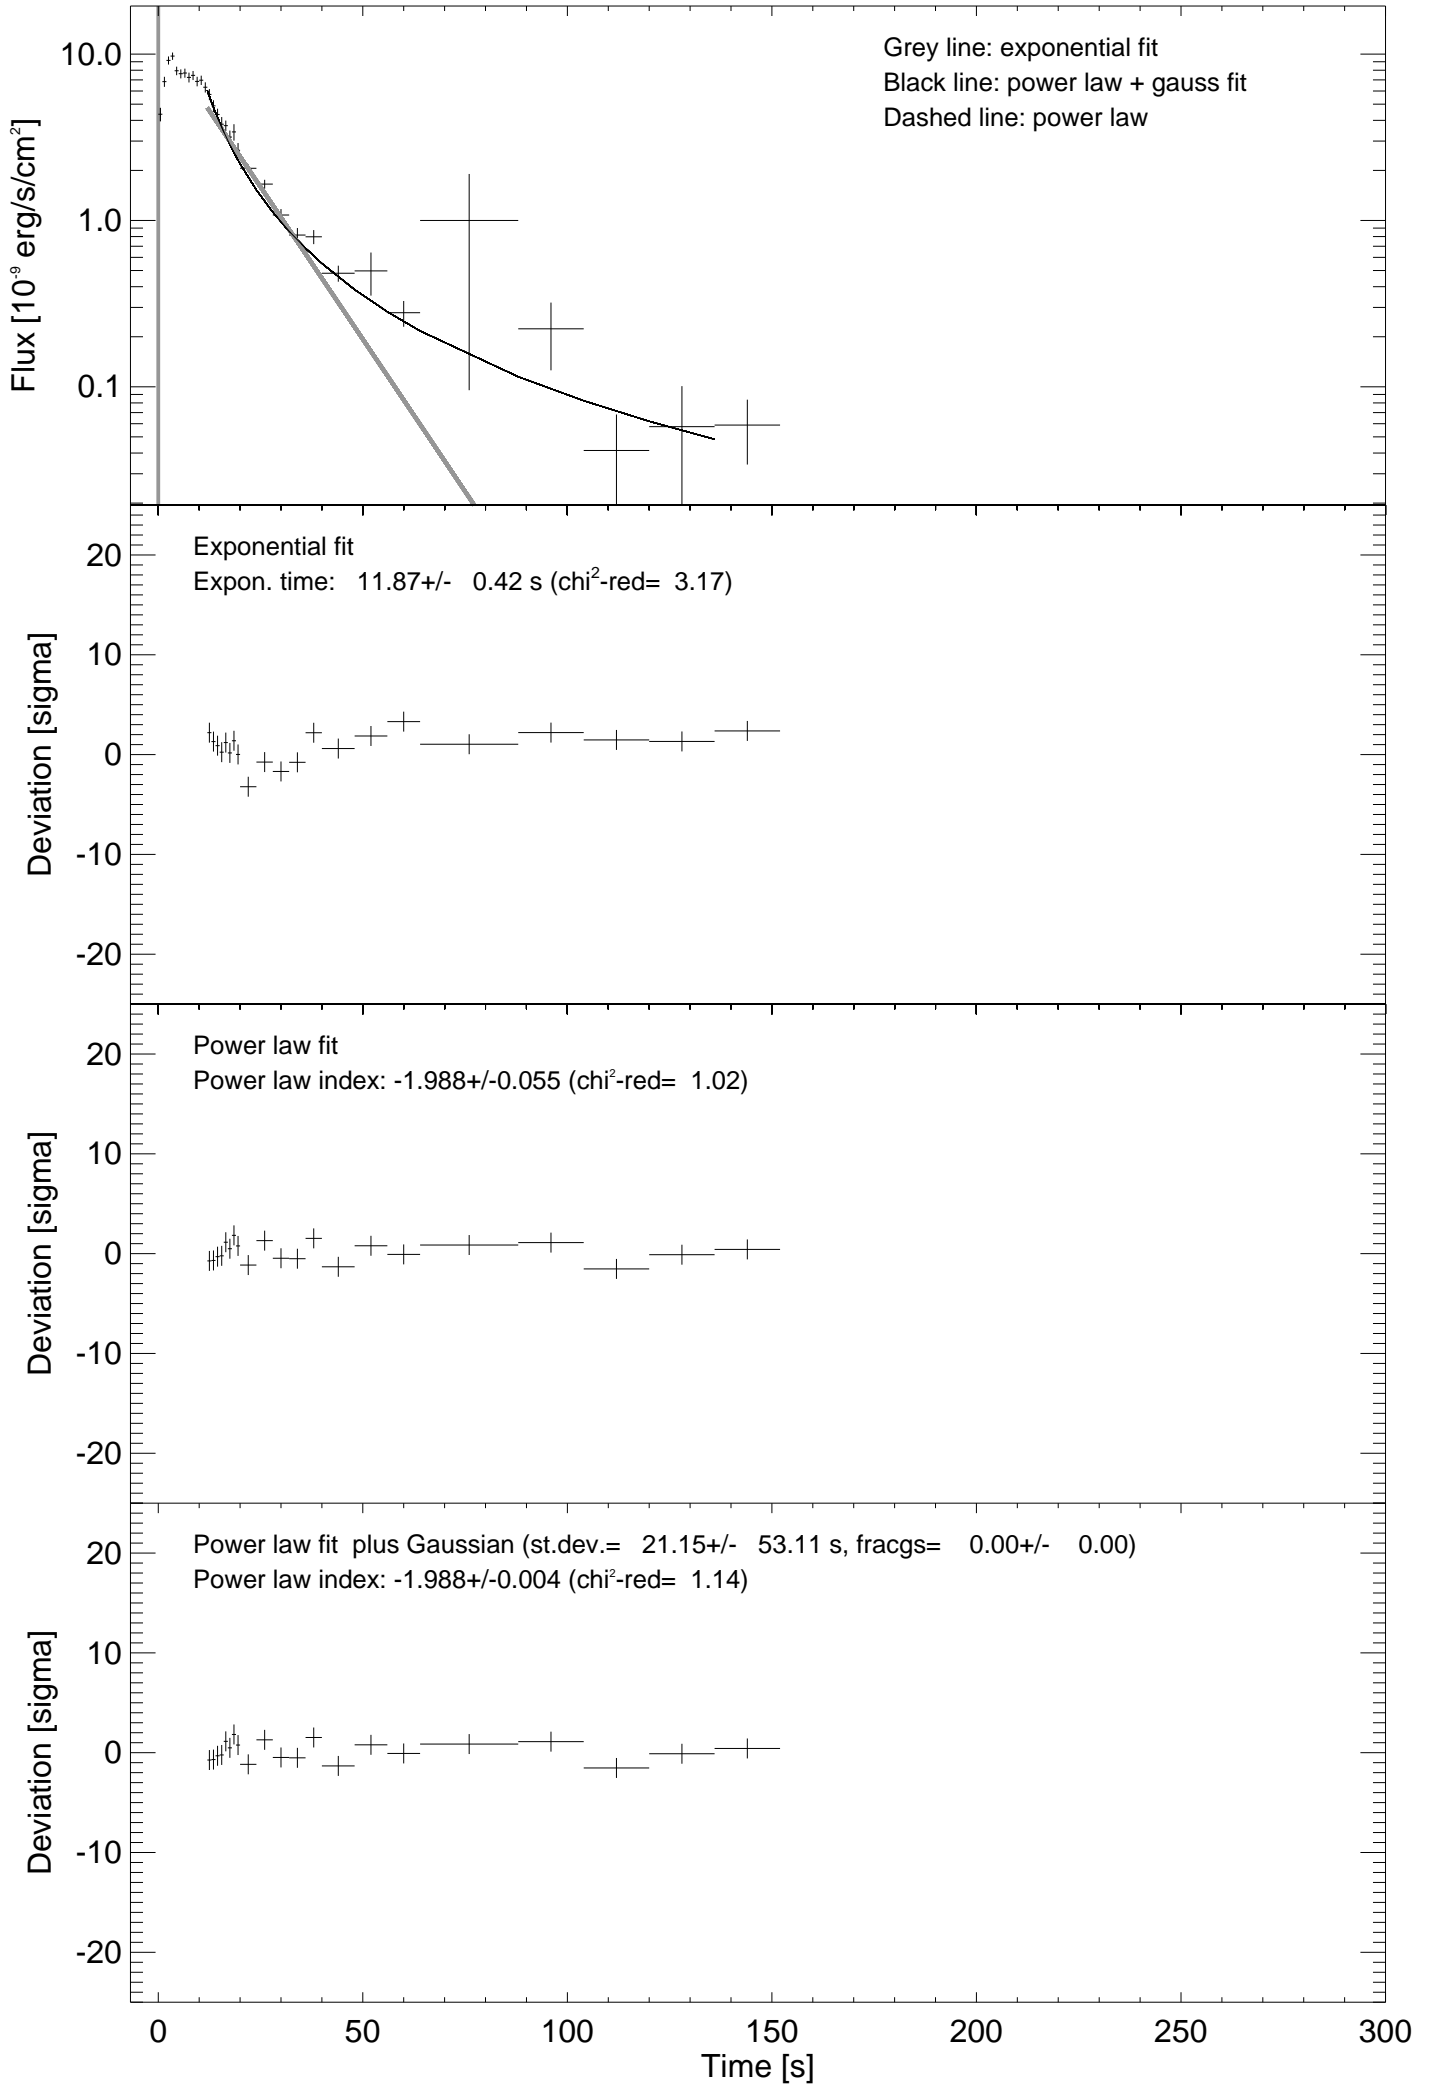 10.0
1.0
0.1
Flux [10⁻⁹ erg/s/cm²]
Grey line: exponential fit
Black line: power law + gauss fit
Dashed line: power law
20
10
0
-10
-20
Deviation [sigma]
Exponential fit
Expon. time: 11.87+/- 0.42 s (chi²-red= 3.17)
20
10
0
-10
-20
Deviation [sigma]
Power law fit
Power law index: -1.988+/-0.055 (chi²-red= 1.02)
20
10
0
-10
-20
Deviation [sigma]
Power law fit plus Gaussian (st.dev.= 21.15+/- 53.11 s, fracgs= 0.00+/- 0.00)
Power law index: -1.988+/-0.004 (chi²-red= 1.14)
0 50 100 150 200 250 300
Time [s]